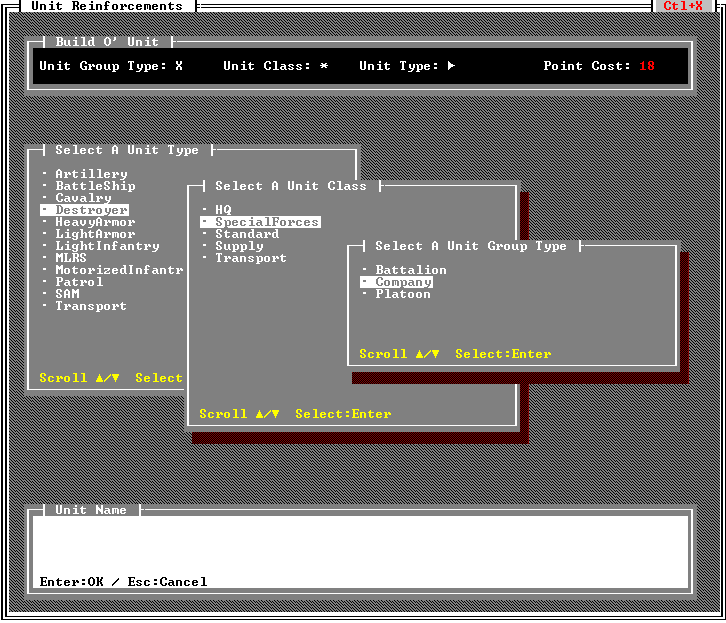 Unit Reinforcements
Ctl+X
Build O' Unit
Unit Group Type: X Unit Class: * Unit Type: ► Point Cost: 18
Select A Unit Type
· Artillery
· BattleShip
· Cavalry
· Destroyer
· HeavyArmor
· LightArmor
· LightInfantry
· MLRS
· MotorizedInfantr
· Patrol
· SAM
· Transport
Scroll ▲/▼ Select
Select A Unit Class
· HQ
· SpecialForces
· Standard
· Supply
· Transport
Scroll ▲/▼ Select:Enter
Select A Unit Group Type
· Battalion
· Company
· Platoon
Scroll ▲/▼ Select:Enter
Unit Name
Enter:OK / Esc:Cancel